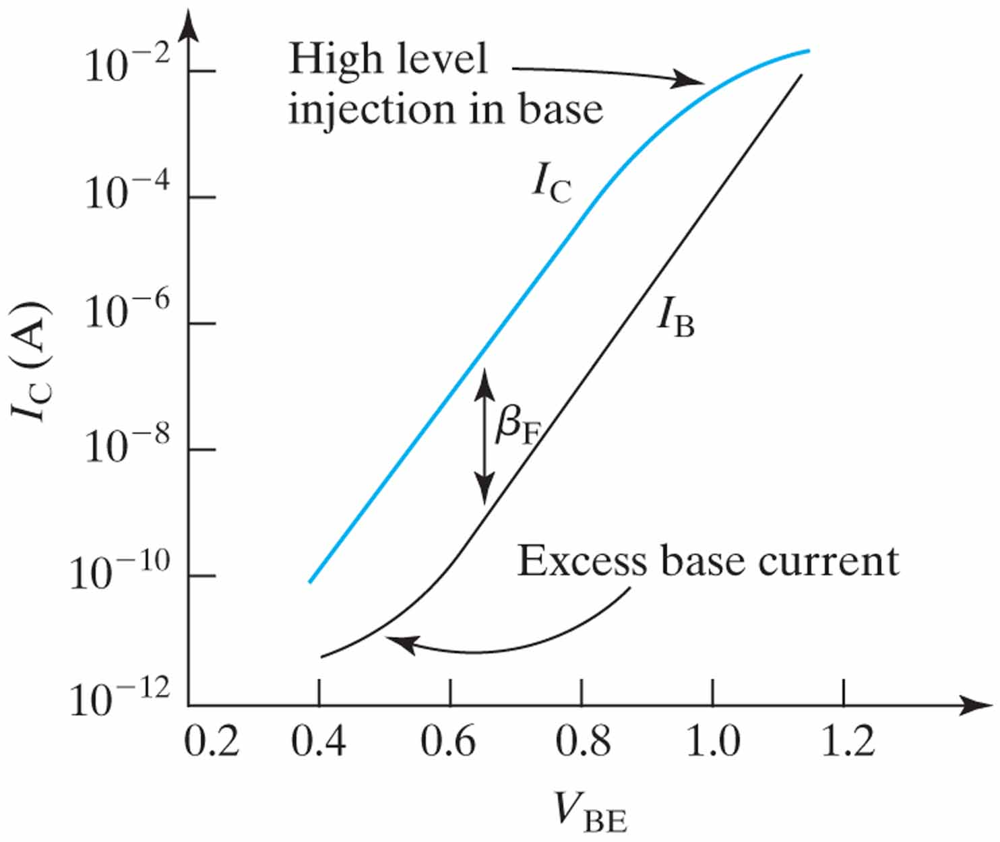 High level
injection in base
I_C
I_B
β_F
Excess base current
I_C (A)
10^−2
10^−4
10^−6
10^−8
10^−10
10^−12
0.2 0.4 0.6 0.8 1.0 1.2
V_BE